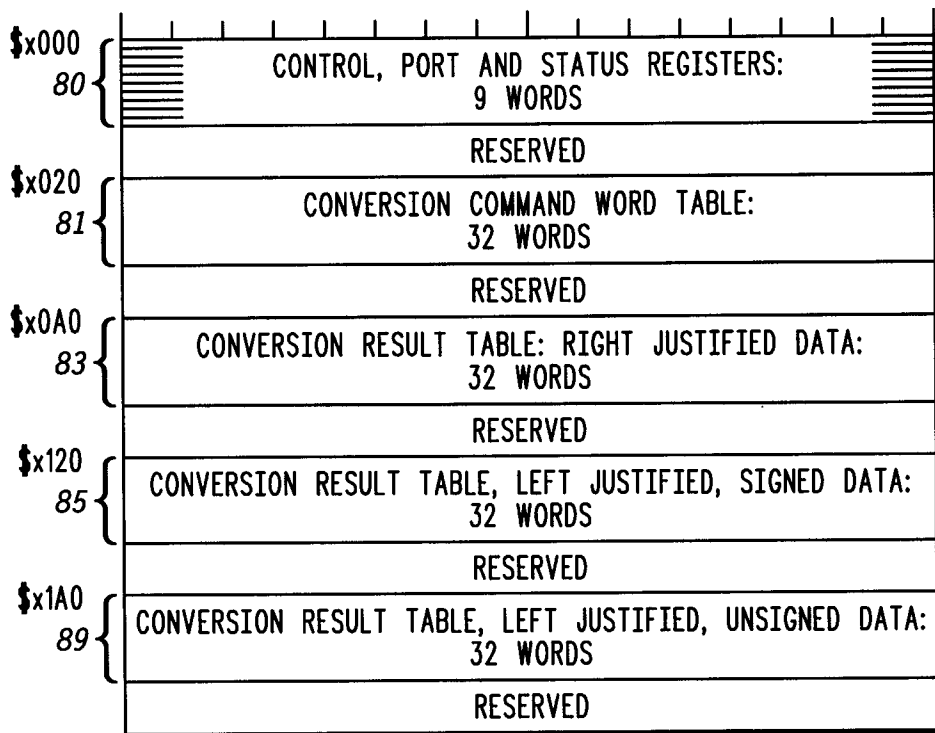 $x000
80
CONTROL, PORT AND STATUS REGISTERS:
9 WORDS
RESERVED
$x020
81
CONVERSION COMMAND WORD TABLE:
32 WORDS
RESERVED
$x0A0
83
CONVERSION RESULT TABLE: RIGHT JUSTIFIED DATA:
32 WORDS
RESERVED
$x120
85
CONVERSION RESULT TABLE, LEFT JUSTIFIED, SIGNED DATA:
32 WORDS
RESERVED
$x1A0
89
CONVERSION RESULT TABLE, LEFT JUSTIFIED, UNSIGNED DATA:
32 WORDS
RESERVED